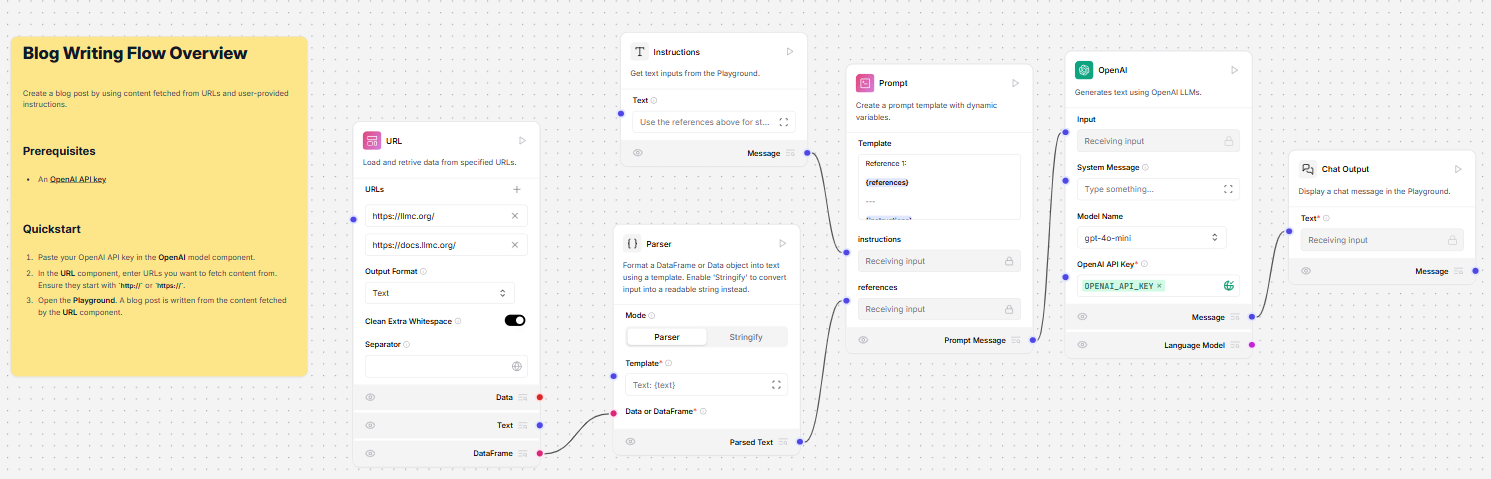 Blog Writing Flow Overview
Create a blog post by using content fetched from URLs and user-provided
instructions.
Prerequisites
• An OpenAI API key
Quickstart
1. Paste your OpenAI API key in the OpenAI model component.
2. In the URL component, enter URLs you want to fetch content from.
Ensure they start with `http://` or `https://`.
3. Open the Playground. A blog post is written from the content fetched
by the URL component.
URL
Load and retrive data from specified URLs.
URLs
https://llmc.org/
https://docs.llmc.org/
Output Format
Text
Clean Extra Whitespace
Separator
Data
Text
DataFrame
Instructions
Get text inputs from the Playground.
Text
Use the references above for st...
Message
Parser
Format a DataFrame or Data object into text
using a template. Enable 'Stringify' to convert
input into a readable string instead.
Mode
Parser Stringify
Template*
Text: {text}
Data or DataFrame*
Parsed Text
Prompt
Create a prompt template with dynamic
variables.
Template
Reference 1:
{references}
---
{instructions}
instructions
Receiving input
references
Receiving input
Prompt Message
OpenAI
Generates text using OpenAI LLMs.
Input
Receiving input
System Message
Type something...
Model Name
gpt-4o-mini
OpenAI API Key*
OPENAI_API_KEY ×
Message
Language Model
Chat Output
Display a chat message in the Playground.
Text*
Receiving input
Message